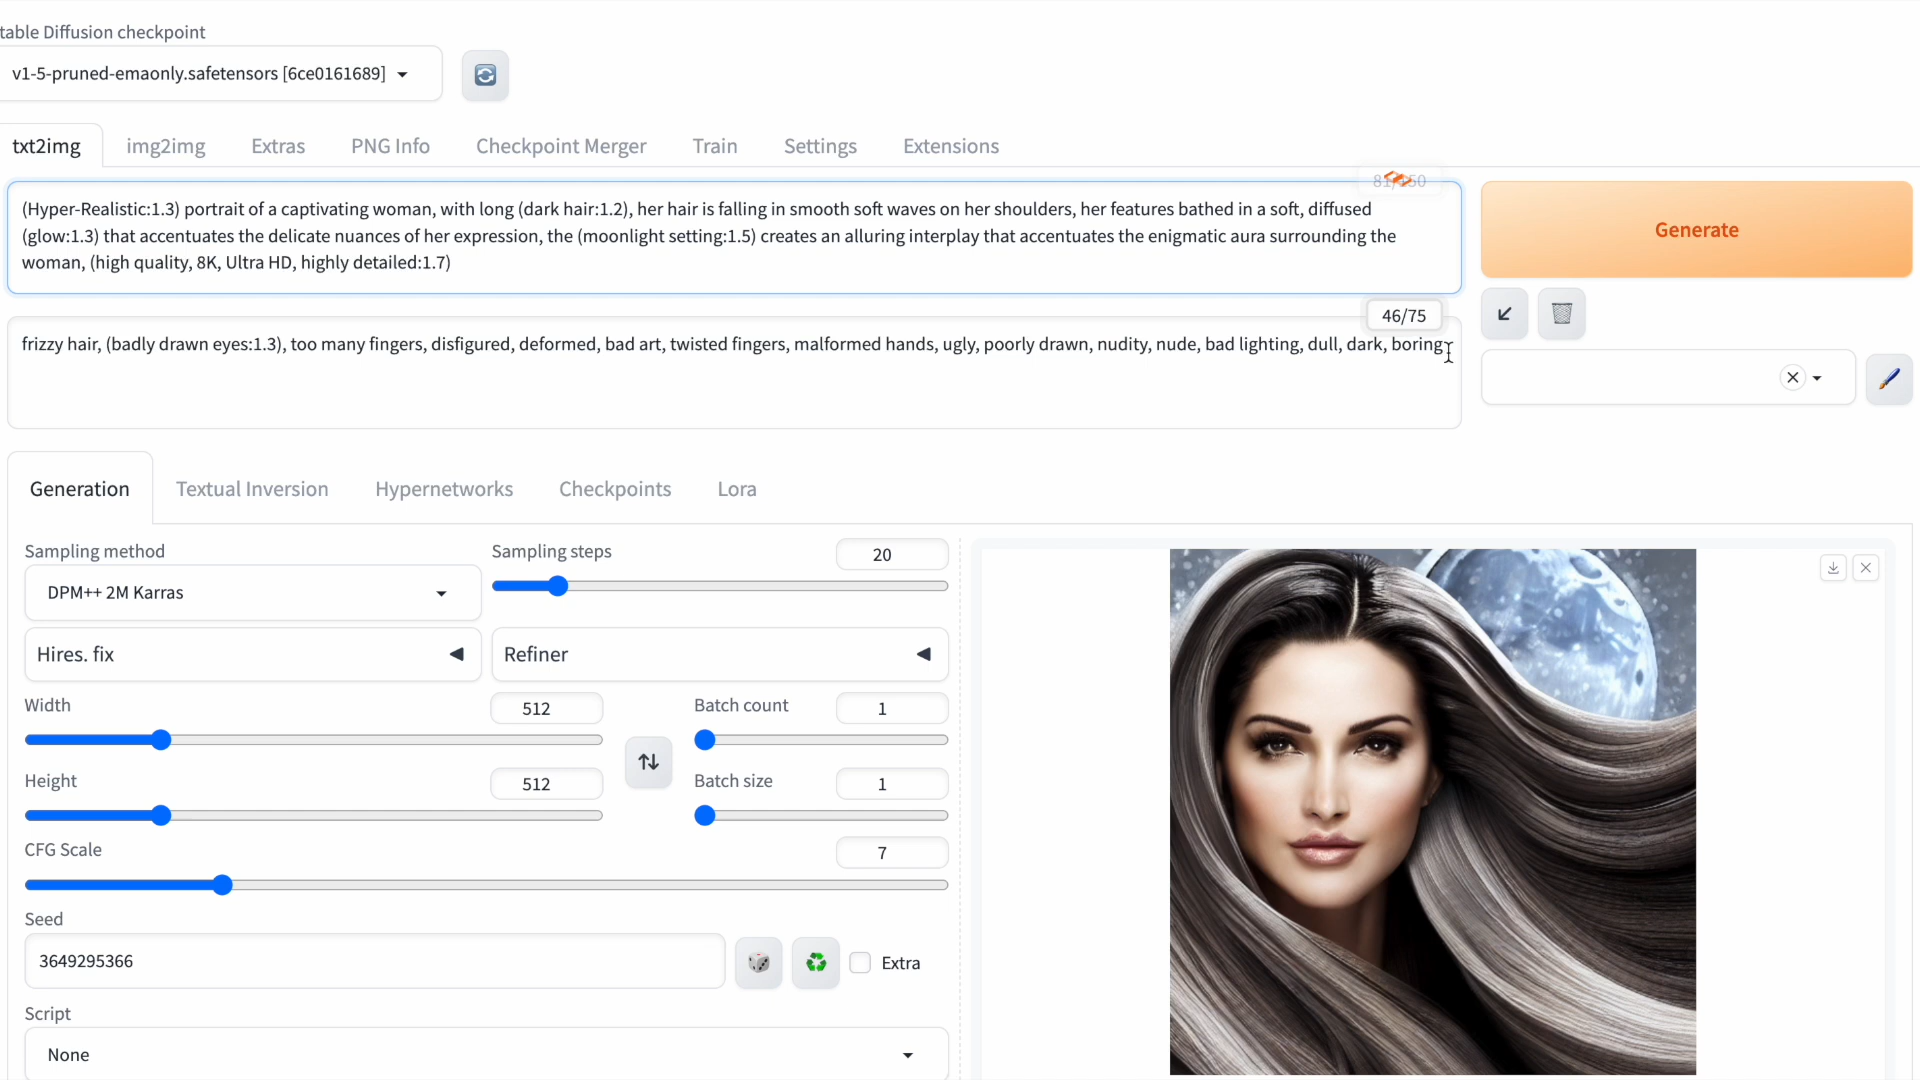 table Diffusion checkpoint
v1-5-pruned-emaonly.safetensors [6ce0161689]
txt2img img2img Extras PNG Info Checkpoint Merger Train Settings Extensions
(Hyper-Realistic:1.3) portrait of a captivating woman, with long (dark hair:1.2), her hair is falling in smooth soft waves on her shoulders, her features bathed in a soft, diffused
(glow:1.3) that accentuates the delicate nuances of her expression, the (moonlight setting:1.5) creates an alluring interplay that accentuates the enigmatic aura surrounding the
woman, (high quality, 8K, Ultra HD, highly detailed:1.7)
Generate
46/75
frizzy hair, (badly drawn eyes:1.3), too many fingers, disfigured, deformed, bad art, twisted fingers, malformed hands, ugly, poorly drawn, nudity, nude, bad lighting, dull, dark, boring
Generation Textual Inversion Hypernetworks Checkpoints Lora
Sampling method
DPM++ 2M Karras
Sampling steps 20
Hires. fix
Refiner
Width 512
Batch count 1
Height 512
Batch size 1
CFG Scale 7
Seed
3649295366
Extra
Script
None